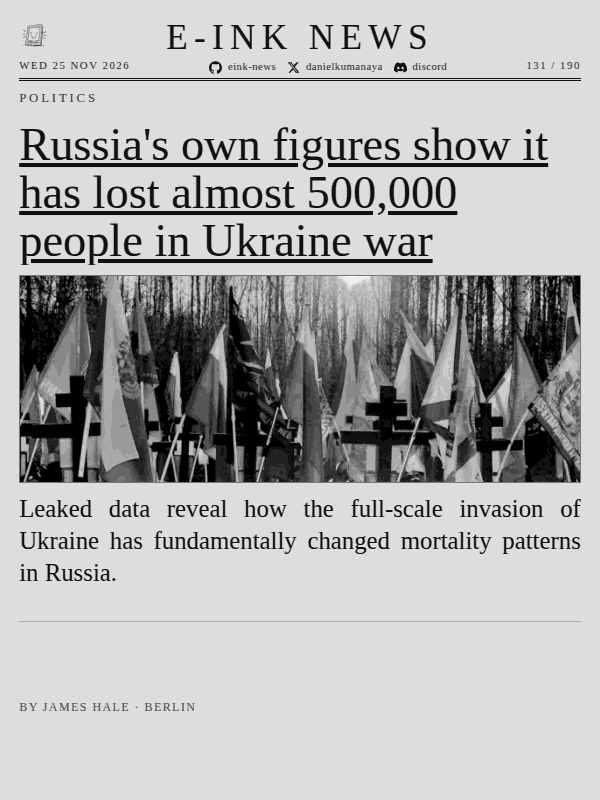 E-INK NEWS
WED 25 NOV 2026
eink-news danielkumanaya discord
131 / 190
POLITICS
Russia's own figures show it
has lost almost 500,000
people in Ukraine war
Leaked data reveal how the full-scale invasion of
Ukraine has fundamentally changed mortality patterns
in Russia.
BY JAMES HALE · BERLIN